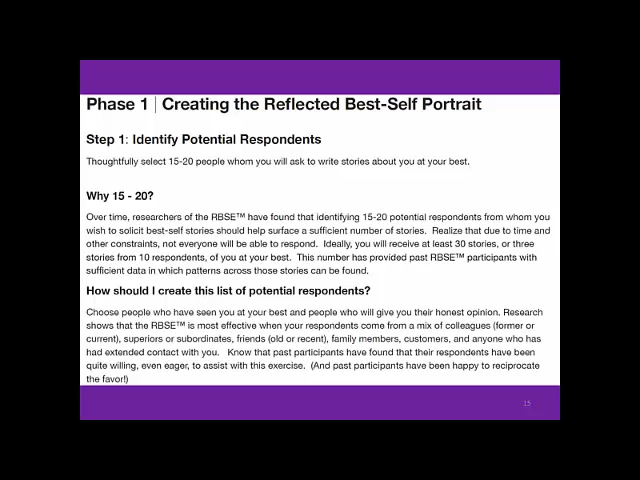 Phase 1 | Creating the Reflected Best-Self Portrait
Step 1: Identify Potential Respondents
Thoughtfully select 15-20 people whom you will ask to write stories about you at your best.
Why 15 - 20?
Over time, researchers of the RBSE™ have found that identifying 15-20 potential respondents from whom you
wish to solicit best-self stories should help surface a sufficient number of stories. Realize that due to time and
other constraints, not everyone will be able to respond. Ideally, you will receive at least 30 stories, or three
stories from 10 respondents, of you at your best. This number has provided past RBSE™ participants with
sufficient data in which patterns across those stories can be found.
How should I create this list of potential respondents?
Choose people who have seen you at your best and people who will give you their honest opinion. Research
shows that the RBSE™ is most effective when your respondents come from a mix of colleagues (former or
current), superiors or subordinates, friends (old or recent), family members, customers, and anyone who has
had extended contact with you. Know that past participants have found that their respondents have been
quite willing, even eager, to assist with this exercise. (And past participants have been happy to reciprocate
the favor!)
15